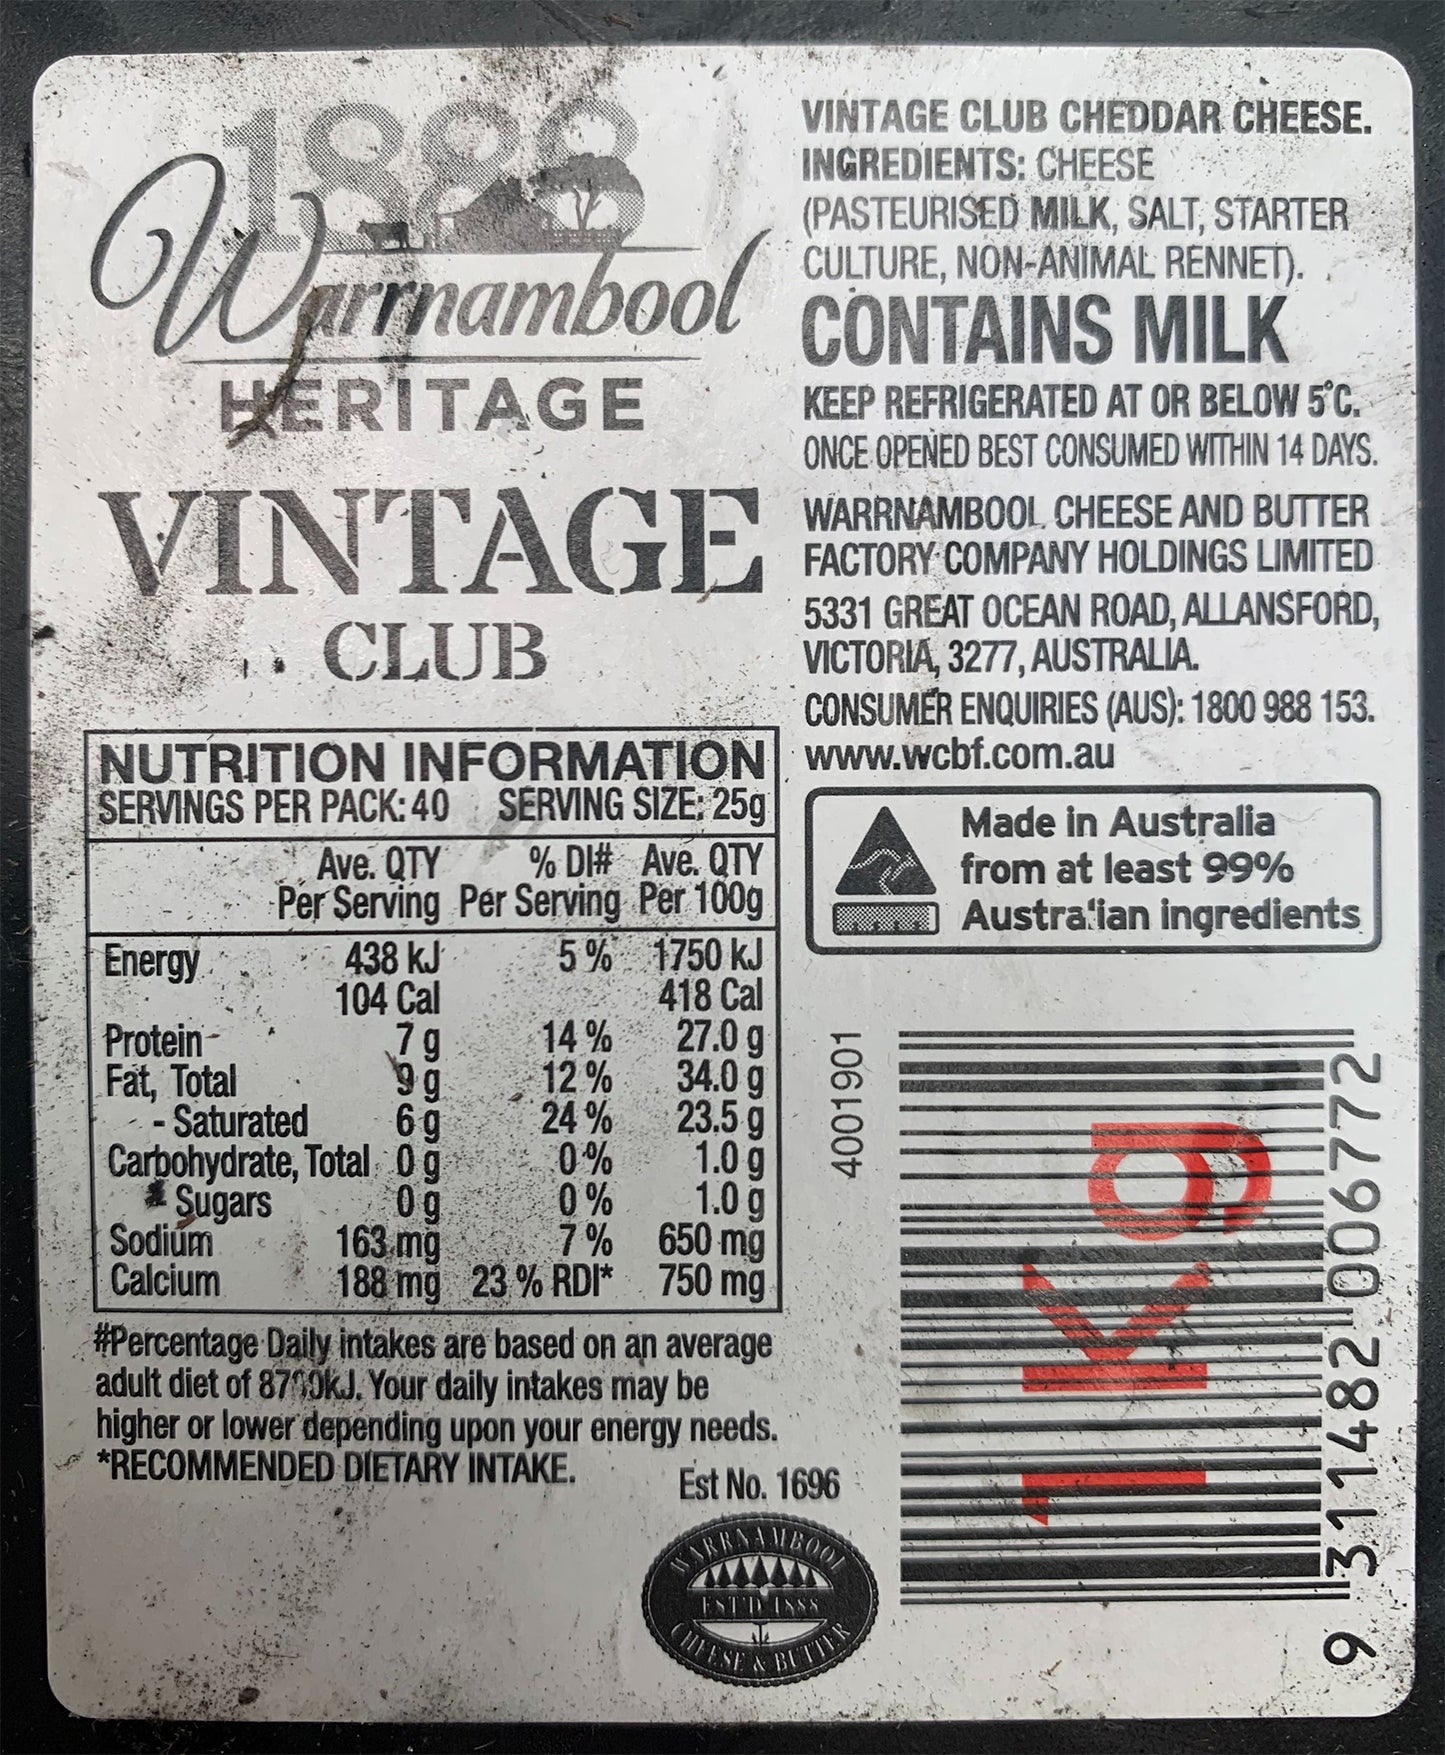 1888
Warrnambool
HERITAGE
VINTAGE
CLUB
NUTRITION INFORMATION
SERVINGS PER PACK: 40 SERVING SIZE: 25g
Ave. QTY % DI# Ave. QTY
Per Serving Per Serving Per 100g
Energy 438 kJ 5 % 1750 kJ
104 Cal 418 Cal
Protein 7 g 14 % 27.0 g
Fat, Total 9 g 12 % 34.0 g
- Saturated 6 g 24 % 23.5 g
Carbohydrate, Total 0 g 0 % 1.0 g
- Sugars 0 g 0 % 1.0 g
Sodium 163 mg 7 % 650 mg
Calcium 188 mg 23 % RDI* 750 mg
#Percentage Daily intakes are based on an average
adult diet of 8700kJ. Your daily intakes may be
higher or lower depending upon your energy needs.
*RECOMMENDED DIETARY INTAKE.
Est No. 1696
WARRNAMBOOL
EST'D 1888
CHEESE & BUTTER
VINTAGE CLUB CHEDDAR CHEESE.
INGREDIENTS: CHEESE
(PASTEURISED MILK, SALT, STARTER
CULTURE, NON-ANIMAL RENNET).
CONTAINS MILK
KEEP REFRIGERATED AT OR BELOW 5°C.
ONCE OPENED BEST CONSUMED WITHIN 14 DAYS.
WARRNAMBOOL CHEESE AND BUTTER
FACTORY COMPANY HOLDINGS LIMITED
5331 GREAT OCEAN ROAD, ALLANSFORD,
VICTORIA, 3277, AUSTRALIA.
CONSUMER ENQUIRIES (AUS): 1800 988 153.
www.wcbf.com.au
Made in Australia
from at least 99%
Australian ingredients
4001901
1Kg
9 311482 006772